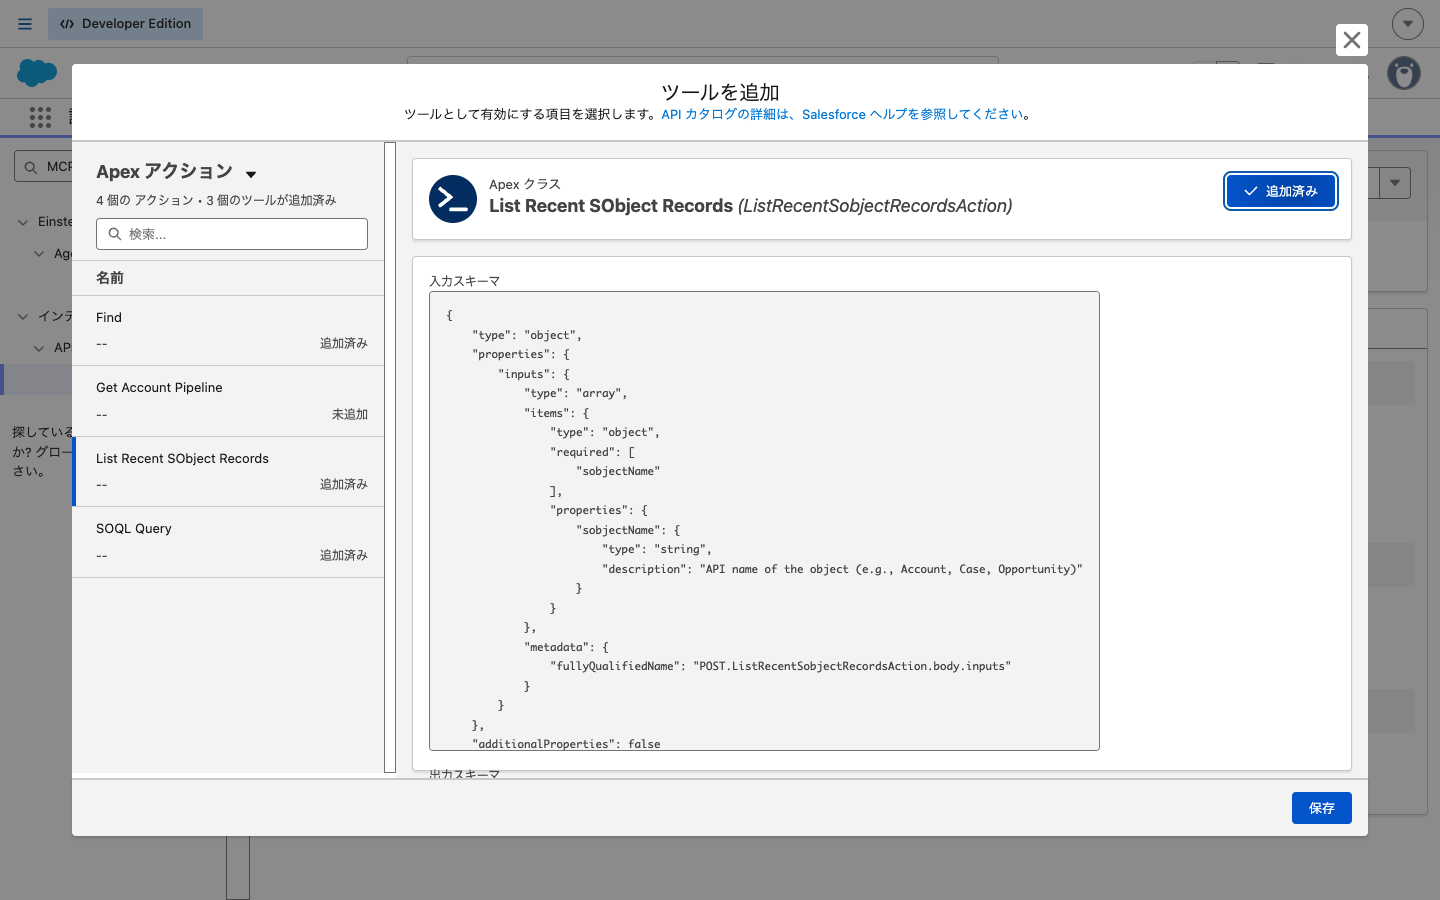 Developer Edition
ツールを追加
ツールとして有効にする項目を選択します。API カタログの詳細は、Salesforce ヘルプを参照してください。
MCP
Einste
Age
インテ
API
探している
か? グロー
さい。
Apex アクション
4 個の アクション • 3 個のツールが追加済み
検索...
名前
Find
-- 追加済み
Get Account Pipeline
-- 未追加
List Recent SObject Records
-- 追加済み
SOQL Query
-- 追加済み
Apex クラス
List Recent SObject Records (ListRecentSobjectRecordsAction)
追加済み
入力スキーマ
{
    "type": "object",
    "properties": {
        "inputs": {
            "type": "array",
            "items": {
                "type": "object",
                "required": [
                    "sobjectName"
                ],
                "properties": {
                    "sobjectName": {
                        "type": "string",
                        "description": "API name of the object (e.g., Account, Case, Opportunity)"
                    }
                }
            },
            "metadata": {
                "fullyQualifiedName": "POST.ListRecentSobjectRecordsAction.body.inputs"
            }
        }
    },
    "additionalProperties": false
出力スキーマ
保存